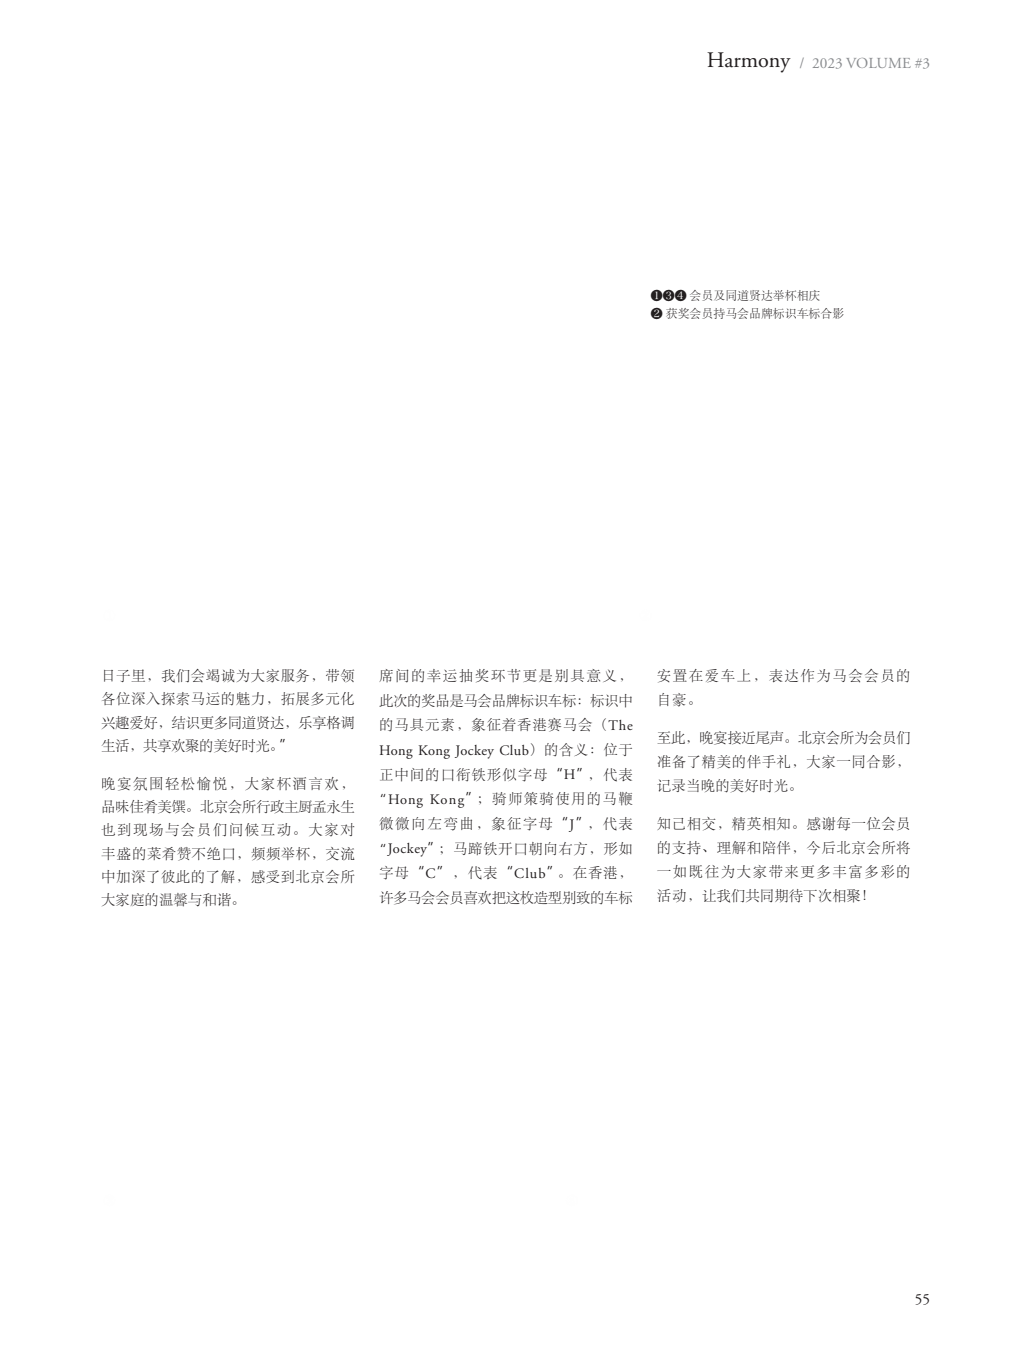 Harmony / 2023 VOLUME #3
❶❸❹ 会员及同道贤达举杯相庆
❷ 获奖会员持马会品牌标识车标合影
日子里，我们会竭诚为大家服务，带领
各位深入探索马运的魅力，拓展多元化
兴趣爱好，结识更多同道贤达，乐享格调
生活，共享欢聚的美好时光。”
晚宴氛围轻松愉悦，大家杯酒言欢，
品味佳肴美馔。北京会所行政主厨孟永生
也到现场与会员们问候互动。大家对
丰盛的菜肴赞不绝口，频频举杯，交流
中加深了彼此的了解，感受到北京会所
大家庭的温馨与和谐。
席间的幸运抽奖环节更是别具意义，
此次的奖品是马会品牌标识车标：标识中
的马具元素，象征着香港赛马会（The
Hong Kong Jockey Club）的含义：位于
正中间的口衔铁形似字母“H”，代表
“Hong Kong”；骑师策骑使用的马鞭
微微向左弯曲，象征字母“J”，代表
“Jockey”；马蹄铁开口朝向右方，形如
字母“C”，代表“Club”。在香港，
许多马会会员喜欢把这枚造型别致的车标
安置在爱车上，表达作为马会会员的
自豪。
至此，晚宴接近尾声。北京会所为会员们
准备了精美的伴手礼，大家一同合影，
记录当晚的美好时光。
知己相交，精英相知。感谢每一位会员
的支持、理解和陪伴，今后北京会所将
一如既往为大家带来更多丰富多彩的
活动，让我们共同期待下次相聚！
55